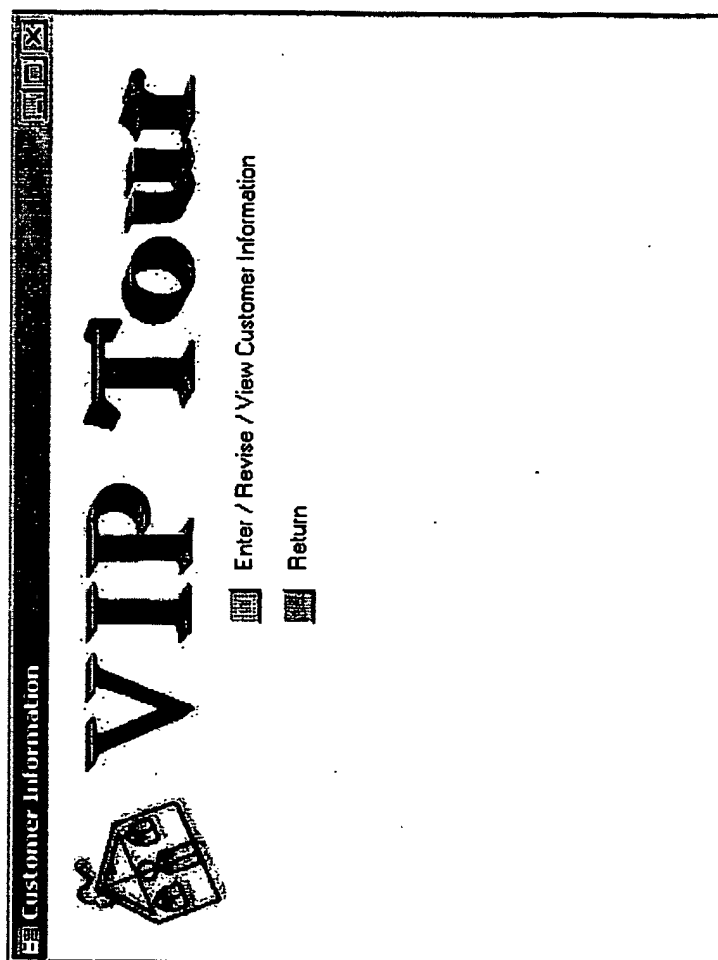 Customer Information
VIP Tour
Enter / Revise / View Customer Information
Return